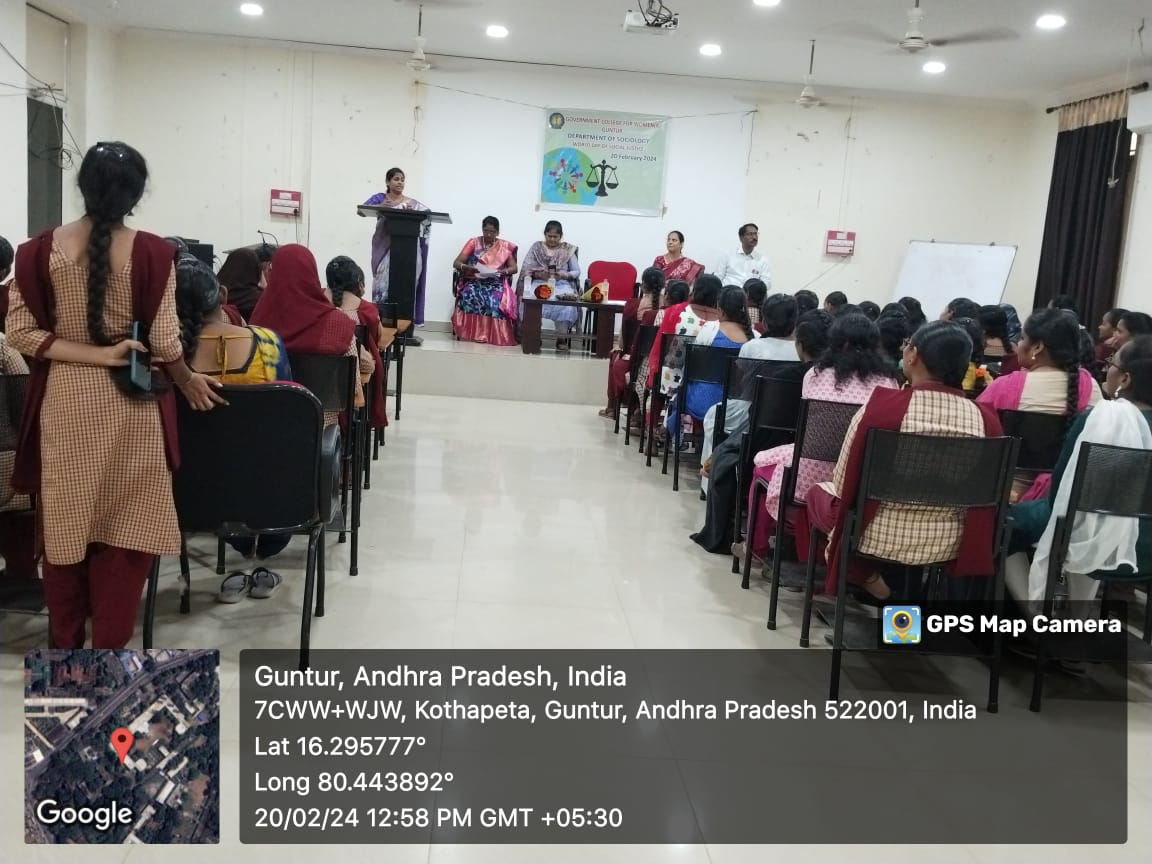 GOVERNMENT COLLEGE FOR WOMEN
GUNTUR
DEPARTMENT OF SOCIOLOGY
WORLD DAY OF SOCIAL JUSTICE
20 February 2024
GPS Map Camera
Google
Guntur, Andhra Pradesh, India
7CWW+WJW, Kothapeta, Guntur, Andhra Pradesh 522001, India
Lat 16.295777°
Long 80.443892°
20/02/24 12:58 PM GMT +05:30